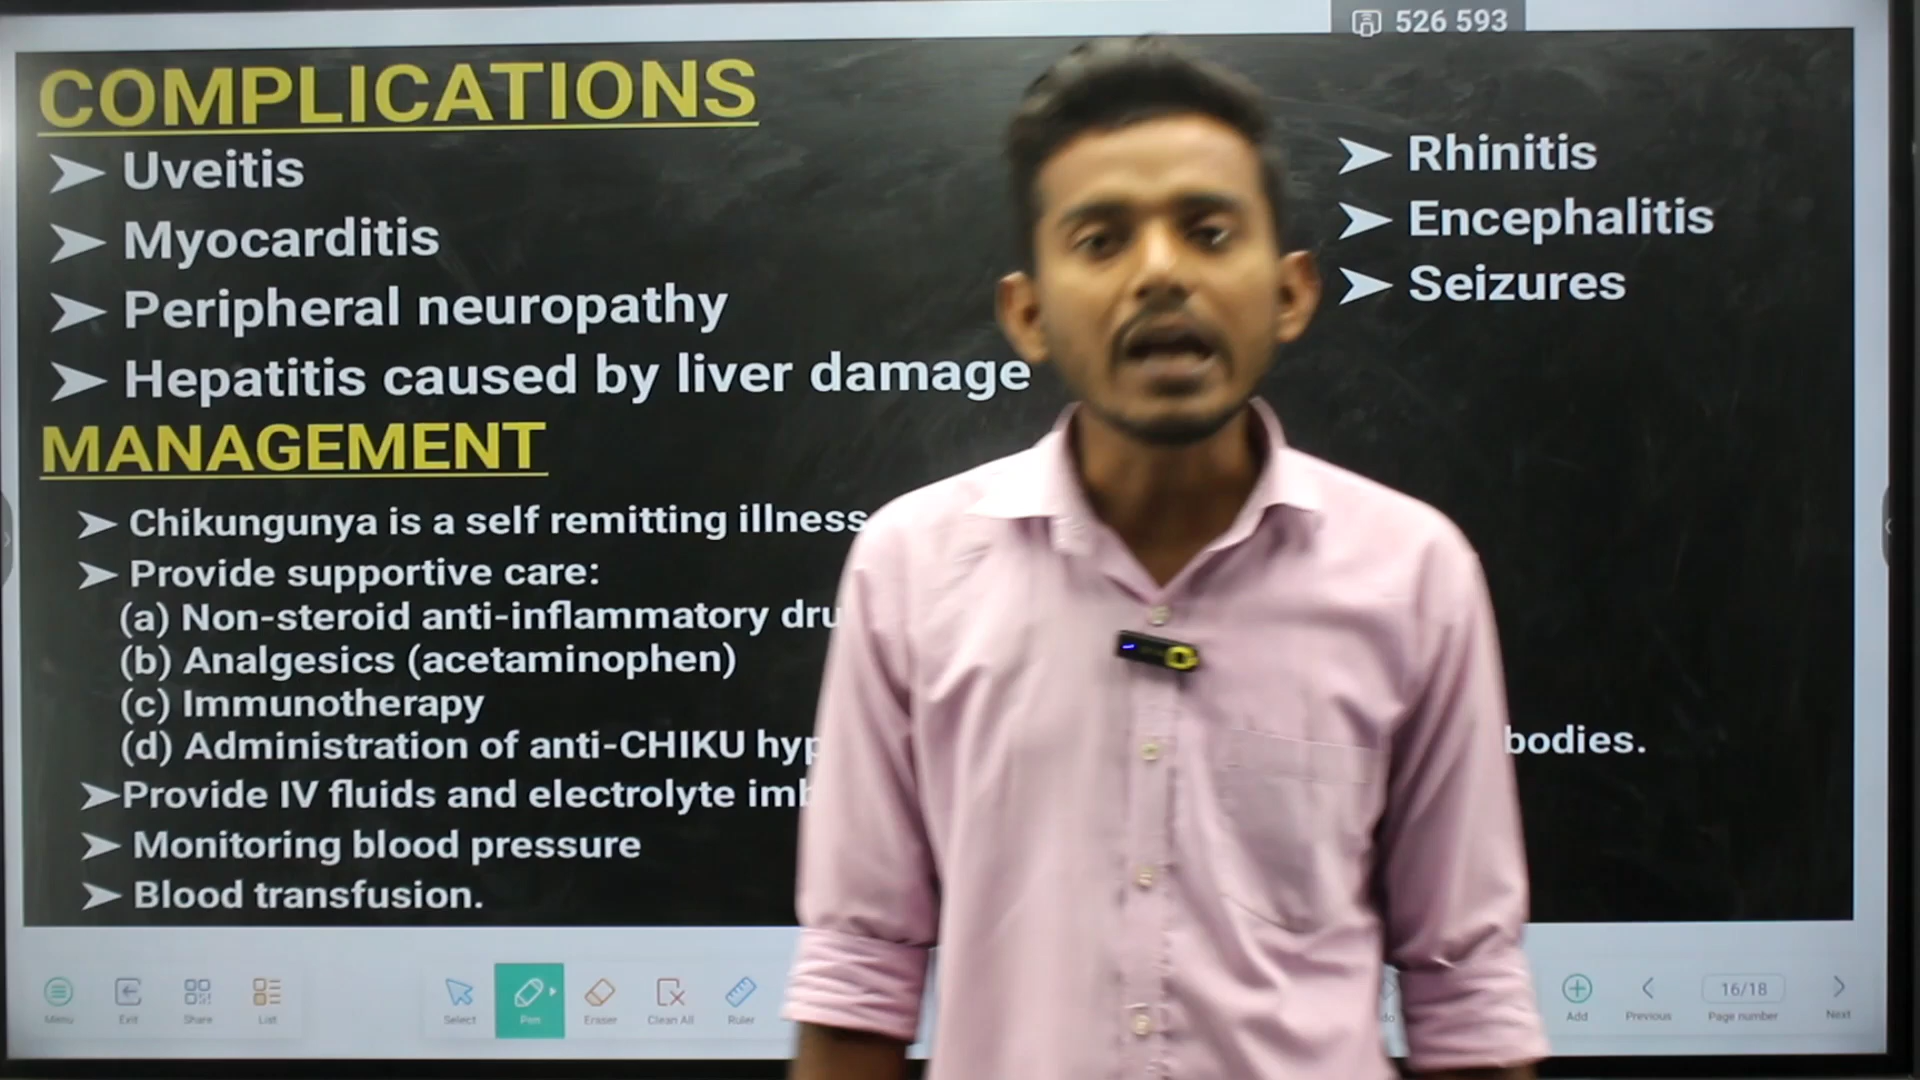 526 593
COMPLICATIONS
Uveitis
Myocarditis
Peripheral neuropathy
Hepatitis caused by liver damage
Rhinitis
Encephalitis
Seizures
MANAGEMENT
Chikungunya is a self remitting illness
Provide supportive care:
(a) Non-steroid anti-inflammatory
(b) Analgesics (acetaminophen)
(c) Immunotherapy
(d) Administration of anti-CHIKU bodies.
Provide IV fluids and electrolyte
Monitoring blood pressure
Blood transfusion.
Menu Exit Share List Select Pen Eraser Clean All Ruler Add Previous 16/18 Page number Next